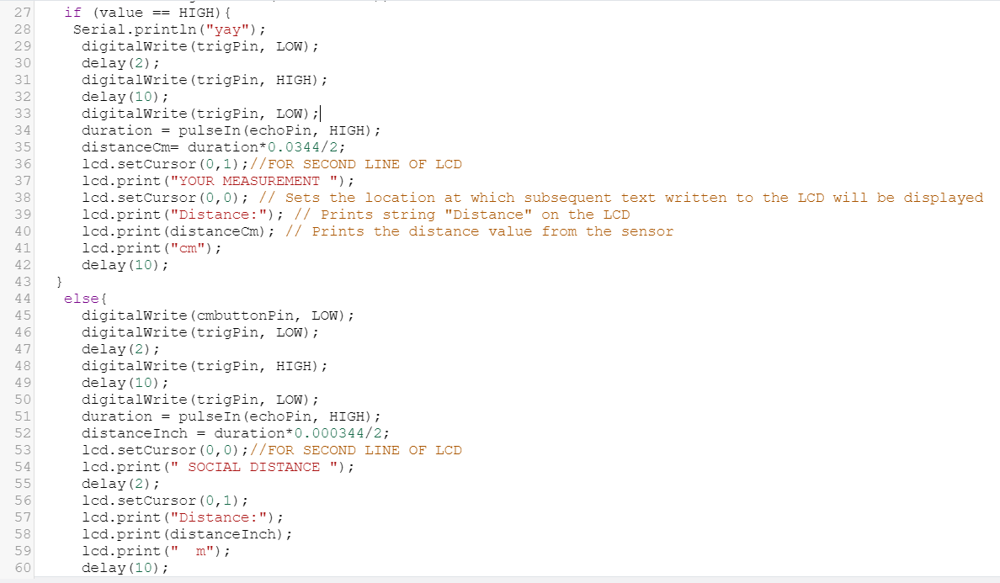 27 if (value == HIGH){
28 Serial.println("yay");
29 digitalWrite(trigPin, LOW);
30 delay(2);
31 digitalWrite(trigPin, HIGH);
32 delay(10);
33 digitalWrite(trigPin, LOW);
34 duration = pulseIn(echoPin, HIGH);
35 distanceCm= duration*0.0344/2;
36 lcd.setCursor(0,1);//FOR SECOND LINE OF LCD
37 lcd.print("YOUR MEASUREMENT ");
38 lcd.setCursor(0,0); // Sets the location at which subsequent text written to the LCD will be displayed
39 lcd.print("Distance:"); // Prints string "Distance" on the LCD
40 lcd.print(distanceCm); // Prints the distance value from the sensor
41 lcd.print("cm");
42 delay(10);
43 }
44 else{
45 digitalWrite(cmbuttonPin, LOW);
46 digitalWrite(trigPin, LOW);
47 delay(2);
48 digitalWrite(trigPin, HIGH);
49 delay(10);
50 digitalWrite(trigPin, LOW);
51 duration = pulseIn(echoPin, HIGH);
52 distanceInch = duration*0.000344/2;
53 lcd.setCursor(0,0);//FOR SECOND LINE OF LCD
54 lcd.print(" SOCIAL DISTANCE ");
55 delay(2);
56 lcd.setCursor(0,1);
57 lcd.print("Distance:");
58 lcd.print(distanceInch);
59 lcd.print("  m");
60 delay(10);